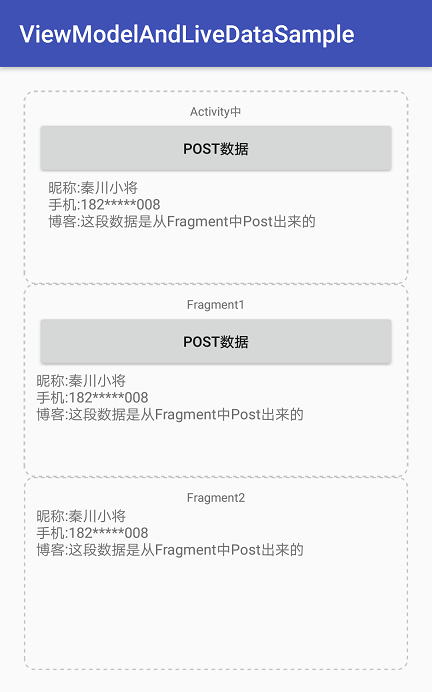 ViewModelAndLiveDataSample
Activity中
POST数据
昵称:秦川小将
手机:182*****008
博客:这段数据是从Fragment中Post出来的
Fragment1
POST数据
昵称:秦川小将
手机:182*****008
博客:这段数据是从Fragment中Post出来的
Fragment2
昵称:秦川小将
手机:182*****008
博客:这段数据是从Fragment中Post出来的